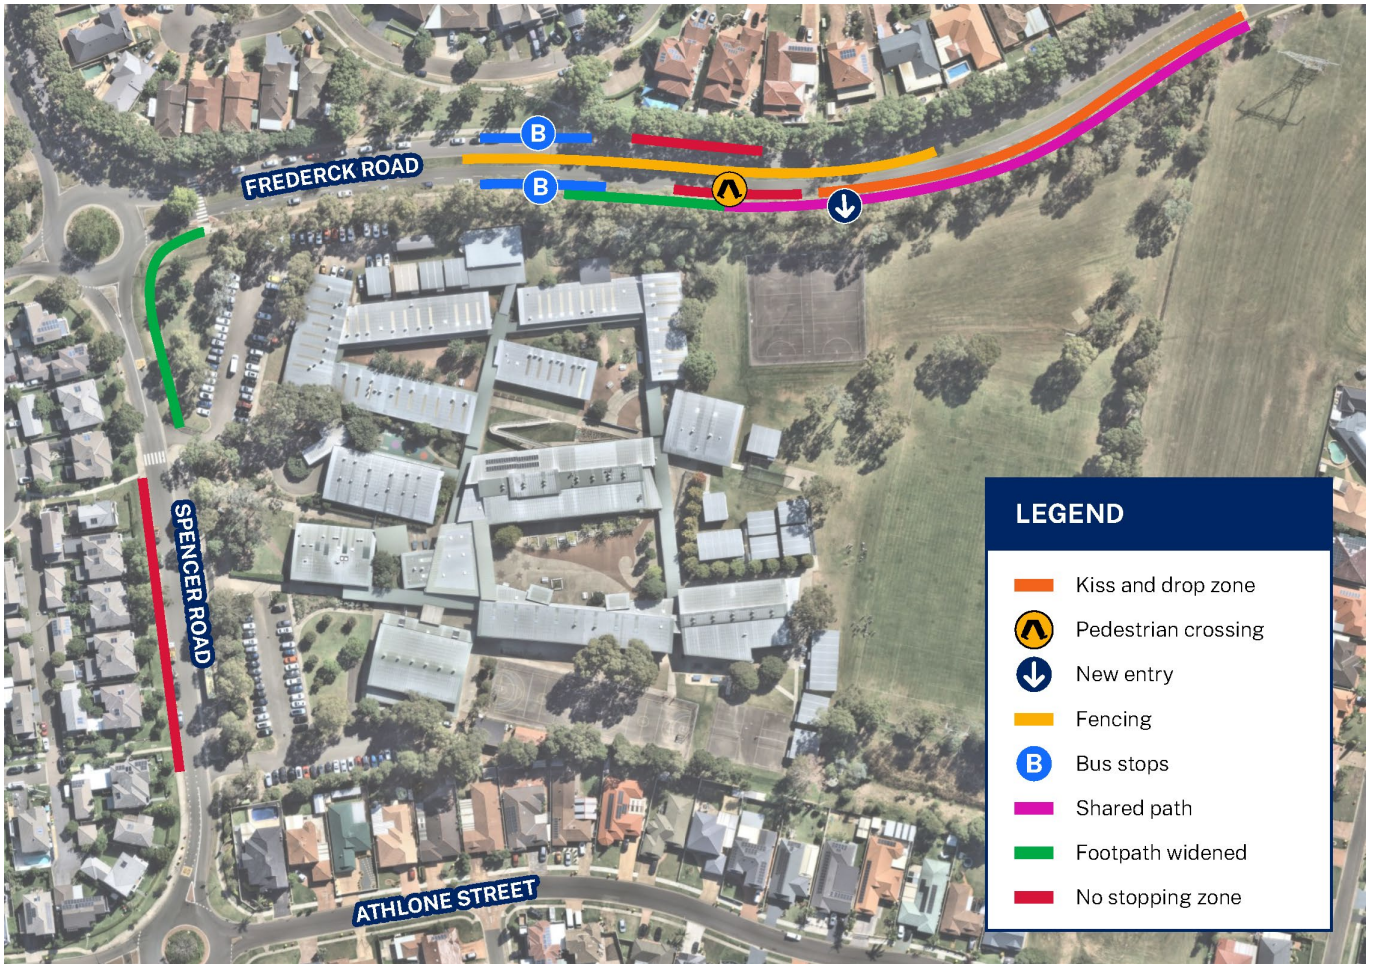 B
FREDERCK ROAD
B
SPENCER ROAD
LEGEND
Kiss and drop zone
Pedestrian crossing
New entry
Fencing
B Bus stops
Shared path
Footpath widened
No stopping zone
ATHLONE STREET